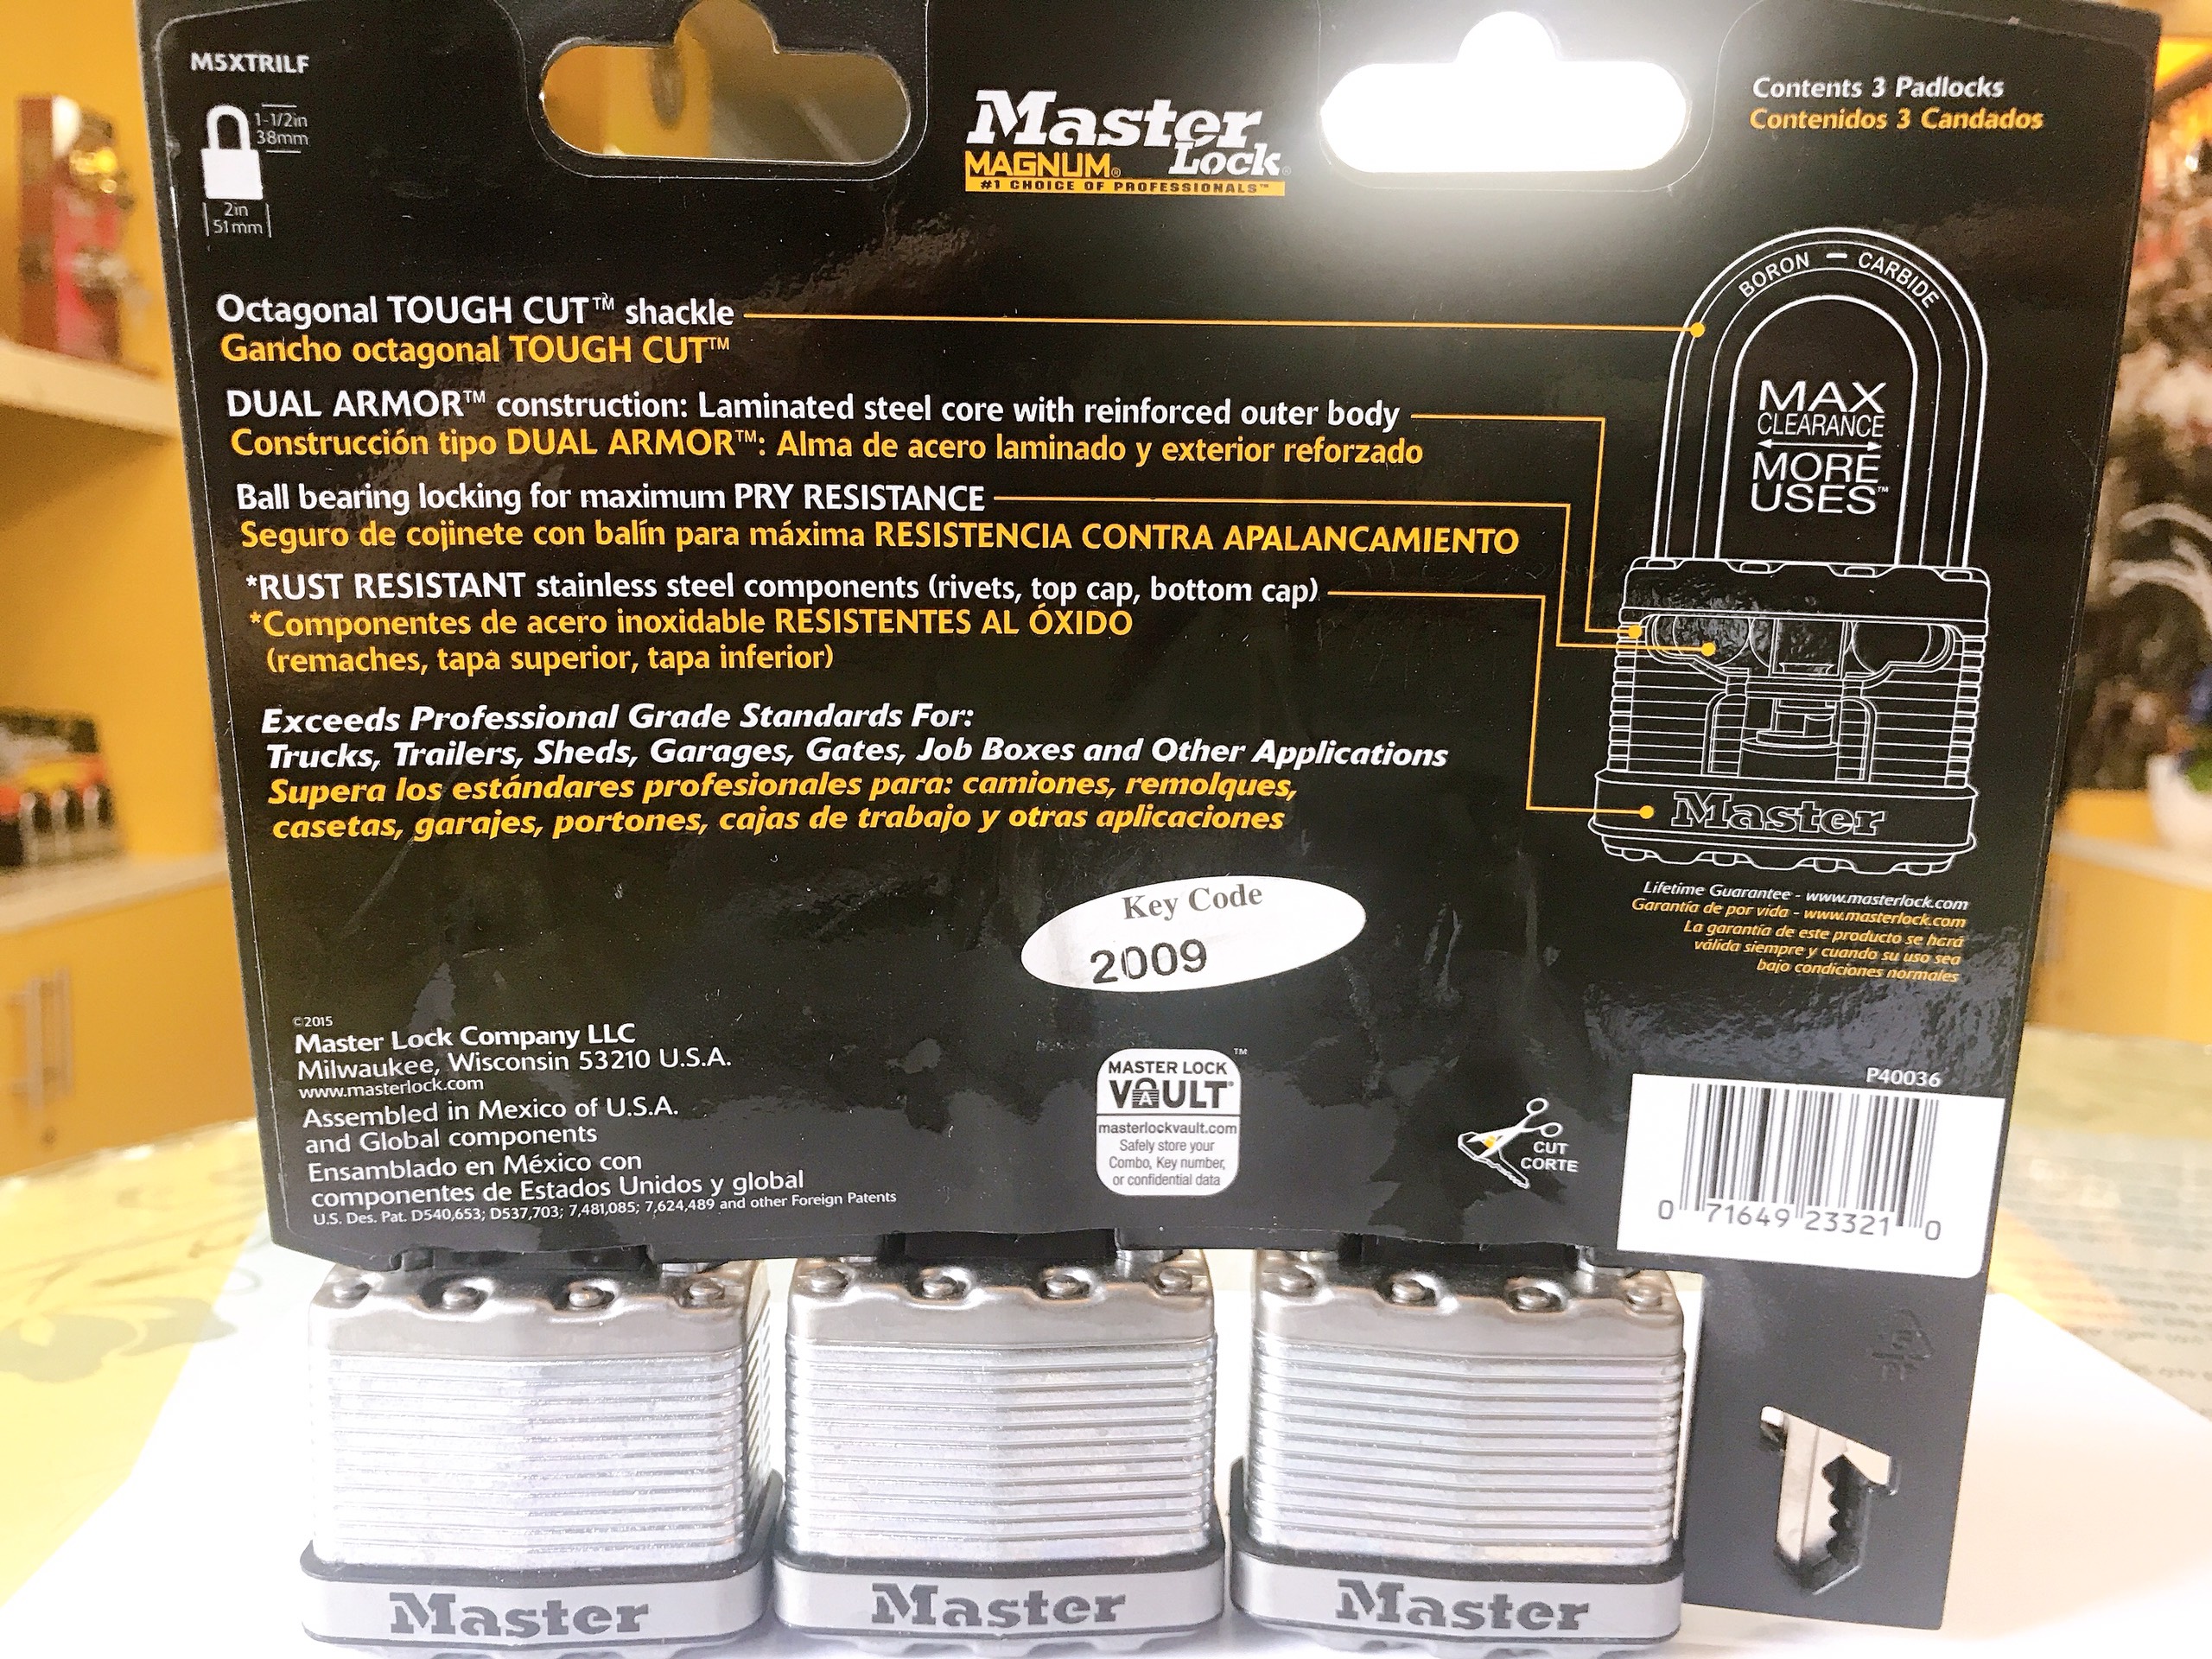 M5XTRILF
1-1/2in
38mm
2in
51mm
Master
Lock®
MAGNUM®
#1 CHOICE OF PROFESSIONALS™
Contents 3 Padlocks
Contenidos 3 Candados
Octagonal TOUGH CUT™ shackle
Gancho octagonal TOUGH CUT™
DUAL ARMOR™ construction: Laminated steel core with reinforced outer body
Construcción tipo DUAL ARMOR™: Alma de acero laminado y exterior reforzado
Ball bearing locking for maximum PRY RESISTANCE
Seguro de cojinete con balín para máxima RESISTENCIA CONTRA APALANCAMIENTO
*RUST RESISTANT stainless steel components (rivets, top cap, bottom cap)
*Componentes de acero inoxidable RESISTENTES AL ÓXIDO
(remaches, tapa superior, tapa inferior)
Exceeds Professional Grade Standards For:
Trucks, Trailers, Sheds, Garages, Gates, Job Boxes and Other Applications
Supera los estándares profesionales para: camiones, remolques,
casetas, garajes, portones, cajas de trabajo y otras aplicaciones
BORON – CARBIDE
MAX
CLEARANCE
MORE
USES™
Master
Lifetime Guarantee - www.masterlock.com
Garantía de por vida - www.masterlock.com
La garantía de este producto se hará
válida siempre y cuando su uso sea
bajo condiciones normales
Key Code
2009
©2015
Master Lock Company LLC
Milwaukee, Wisconsin 53210 U.S.A.
www.masterlock.com
Assembled in Mexico of U.S.A.
and Global components
Ensamblado en México con
componentes de Estados Unidos y global
U.S. Des. Pat. D540,653; D537,703; 7,481,085; 7,624,489 and other Foreign Patents
MASTER LOCK™
VAULT®
masterlockvault.com
Safely store your
Combo, Key number,
or confidential data
CUT
CORTE
P40036
0 71649 23321 0
Master
Master
Master